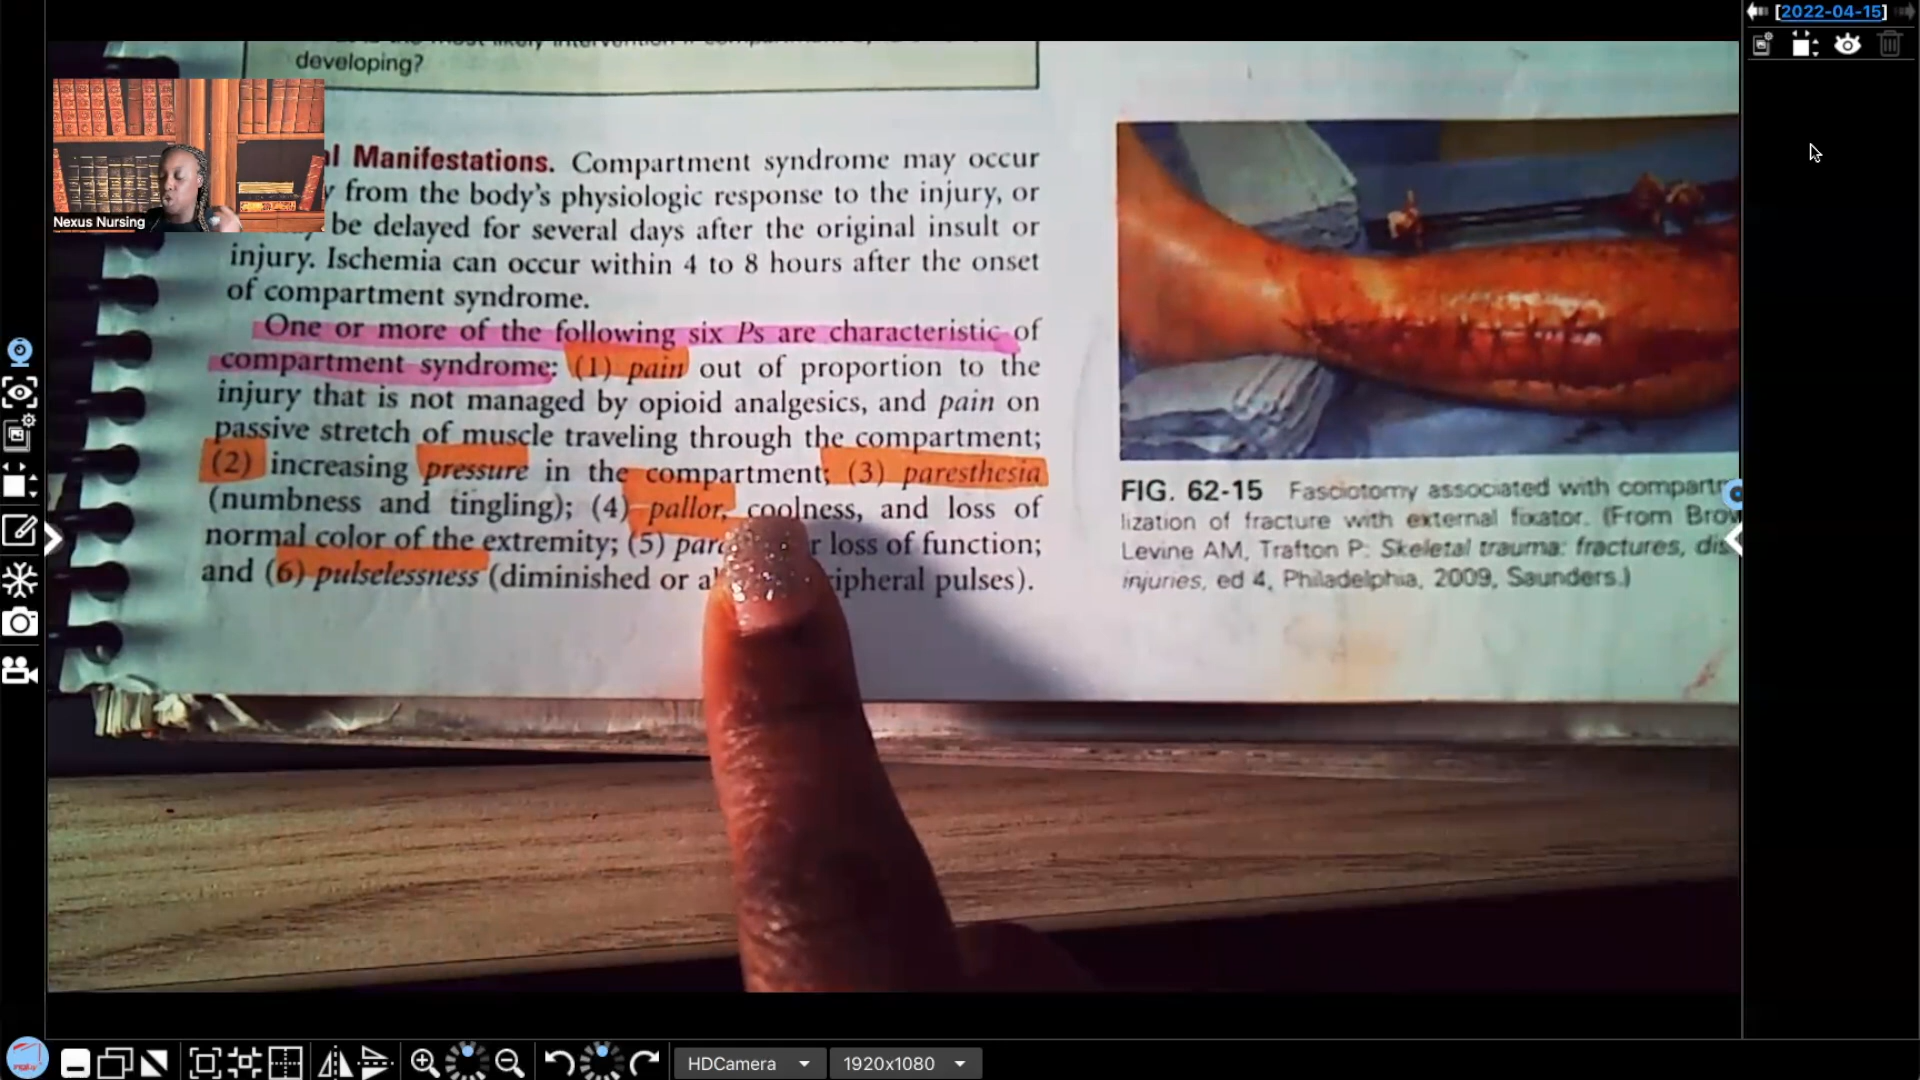 [2022-04-15]
developing?
Nexus Nursing
Manifestations. Compartment syndrome may occur
from the body's physiologic response to the injury, or
be delayed for several days after the original insult or
injury. Ischemia can occur within 4 to 8 hours after the onset
of compartment syndrome.
One or more of the following six Ps are characteristic of
compartment syndrome: (1) pain out of proportion to the
injury that is not managed by opioid analgesics, and pain on
passive stretch of muscle traveling through the compartment;
(2) increasing pressure in the compartment; (3) paresthesia
(numbness and tingling); (4) pallor, coolness, and loss of
normal color of the extremity; (5) loss of function;
and (6) pulselessness (diminished or pulses).
FIG. 62-15 Fasciotomy associated with
lization of fracture with external fixator. (From
Levine AM, Trafton P: Skeletal trauma: fractures,
injuries, ed 4, Philadelphia, 2009, Saunders.)
HDCamera
1920x1080